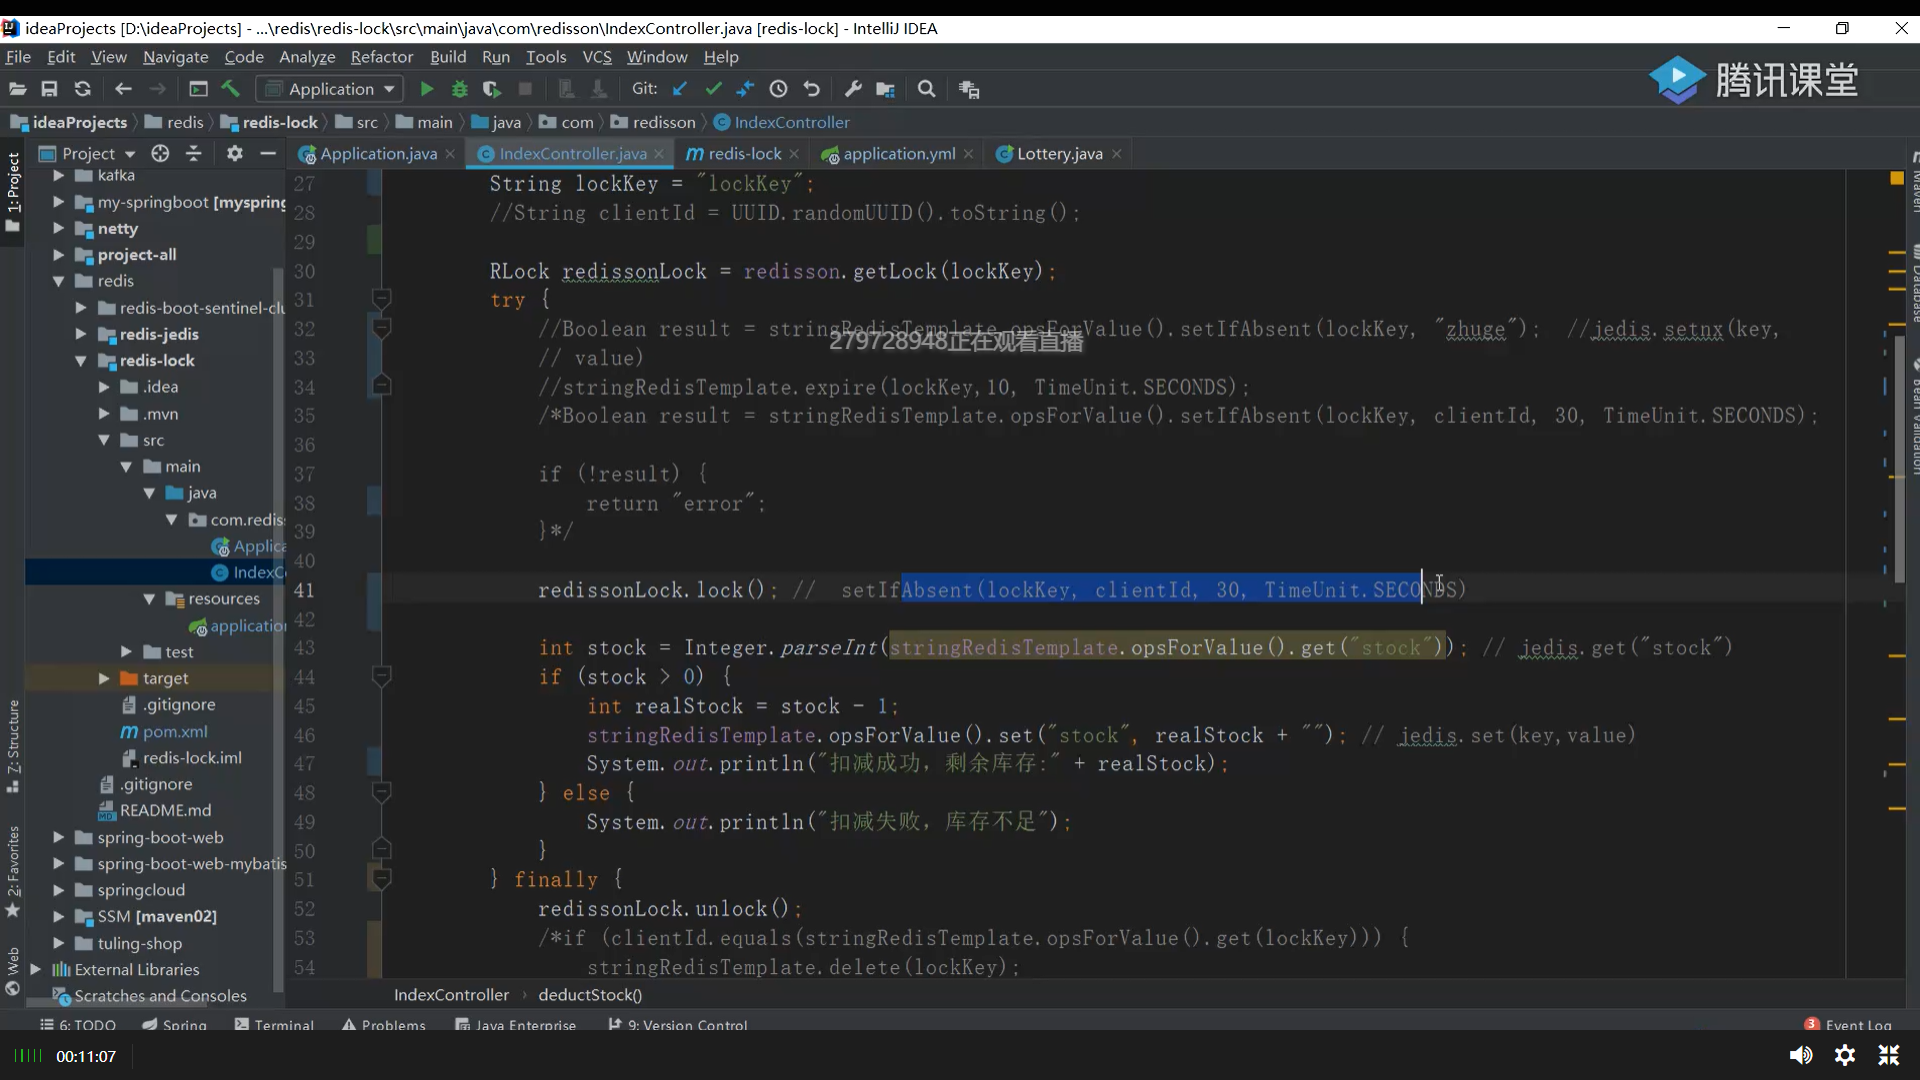 ideaProjects [D:\ideaProjects] - ...\redis\redis-lock\src\main\java\com\redisson\IndexController.java [redis-lock] - IntelliJ IDEA
File Edit View Navigate Code Analyze Refactor Build Run Tools VCS Window Help
Application Git:
腾讯课堂
ideaProjects redis redis-lock src main java com redisson IndexController
Project Application.java IndexController.java redis-lock application.yml Lottery.java
1: Project
kafka
my-springboot [myspring
netty
project-all
redis
redis-boot-sentinel-clu
redis-jedis
redis-lock
.idea
.mvn
src
main
java
com.redis
Applica
IndexC
resources
applicatio
test
target
.gitignore
pom.xml
redis-lock.iml
.gitignore
README.md
spring-boot-web
spring-boot-web-mybatis
springcloud
SSM [maven02]
tuling-shop
External Libraries
Scratches and Consoles
Z: Structure
2: Favorites
Web
27 String lockKey = "lockKey";
28 //String clientId = UUID.randomUUID().toString();
29
30 RLock redissonLock = redisson.getLock(lockKey);
31 try {
32 //Boolean result = stringRedisTemplate.opsForValue().setIfAbsent(lockKey, "zhuge"); //jedis.setnx(key,
279728948正在观看直播
33 // value)
34 //stringRedisTemplate.expire(lockKey,10, TimeUnit.SECONDS);
35 /*Boolean result = stringRedisTemplate.opsForValue().setIfAbsent(lockKey, clientId, 30, TimeUnit.SECONDS);
36
37 if (!result) {
38 return "error";
39 }*/
40
41 redissonLock.lock(); // setIfAbsent(lockKey, clientId, 30, TimeUnit.SECONDS)
42
43 int stock = Integer.parseInt(stringRedisTemplate.opsForValue().get("stock")); // jedis.get("stock")
44 if (stock > 0) {
45 int realStock = stock - 1;
46 stringRedisTemplate.opsForValue().set("stock", realStock + ""); // jedis.set(key,value)
47 System.out.println("扣减成功，剩余库存:" + realStock);
48 } else {
49 System.out.println("扣减失败，库存不足");
50 }
51 } finally {
52 redissonLock.unlock();
53 /*if (clientId.equals(stringRedisTemplate.opsForValue().get(lockKey))) {
54 stringRedisTemplate.delete(lockKey);
Maven
Database
Bean Validation
IndexController deductStock()
6: TODO Spring Terminal Problems Java Enterprise 9: Version Control 3 Event Log
00:11:07